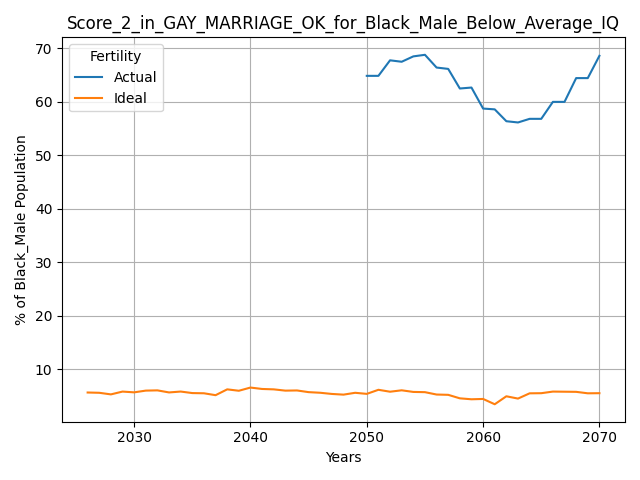 Score_2_in_GAY_MARRIAGE_OK_for_Black_Male_Below_Average_IQ
Fertility
Actual
Ideal
% of Black_Male Population
70
60
50
40
30
20
10
2030 2040 2050 2060 2070
Years